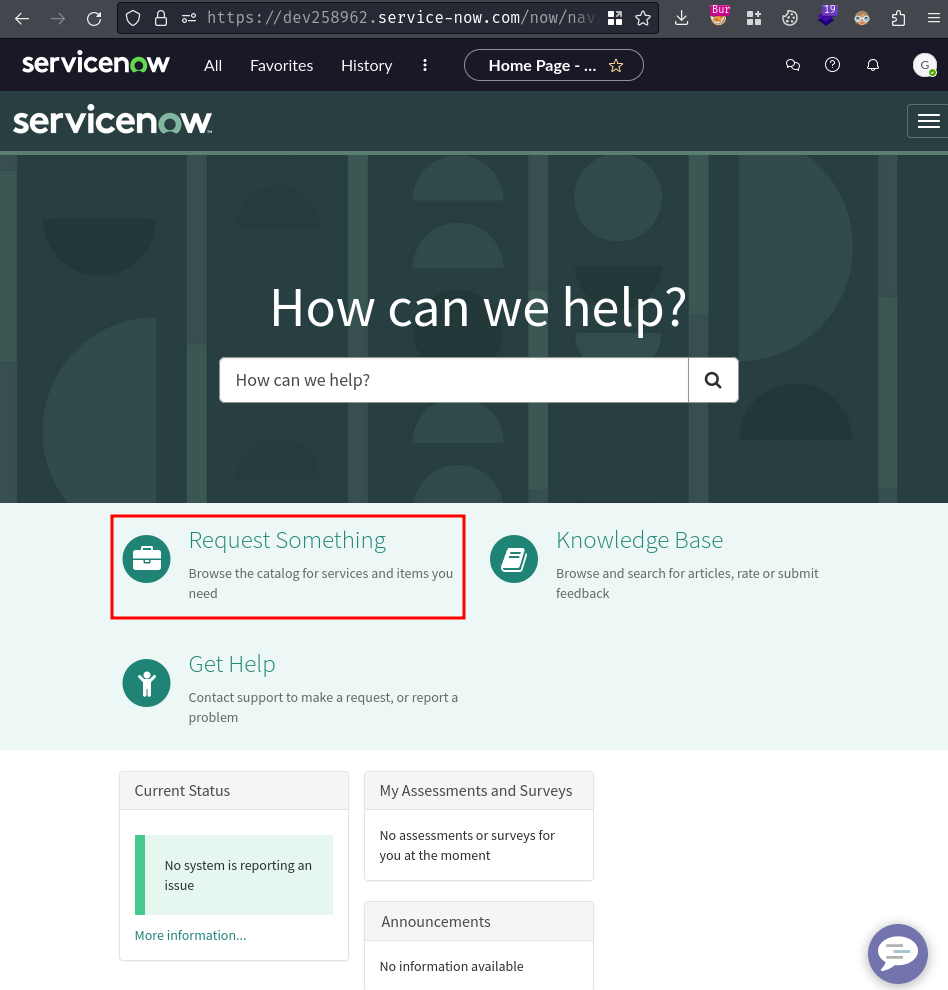 https://dev258962.service-now.com/now/nav/
Bur
19
servicenow
All Favorites History Home Page - ...
G
servicenow™
How can we help?
How can we help?
Request Something
Browse the catalog for services and items you
need
Knowledge Base
Browse and search for articles, rate or submit
feedback
Get Help
Contact support to make a request, or report a
problem
Current Status
No system is reporting an
issue
More information...
My Assessments and Surveys
No assessments or surveys for
you at the moment
Announcements
No information available